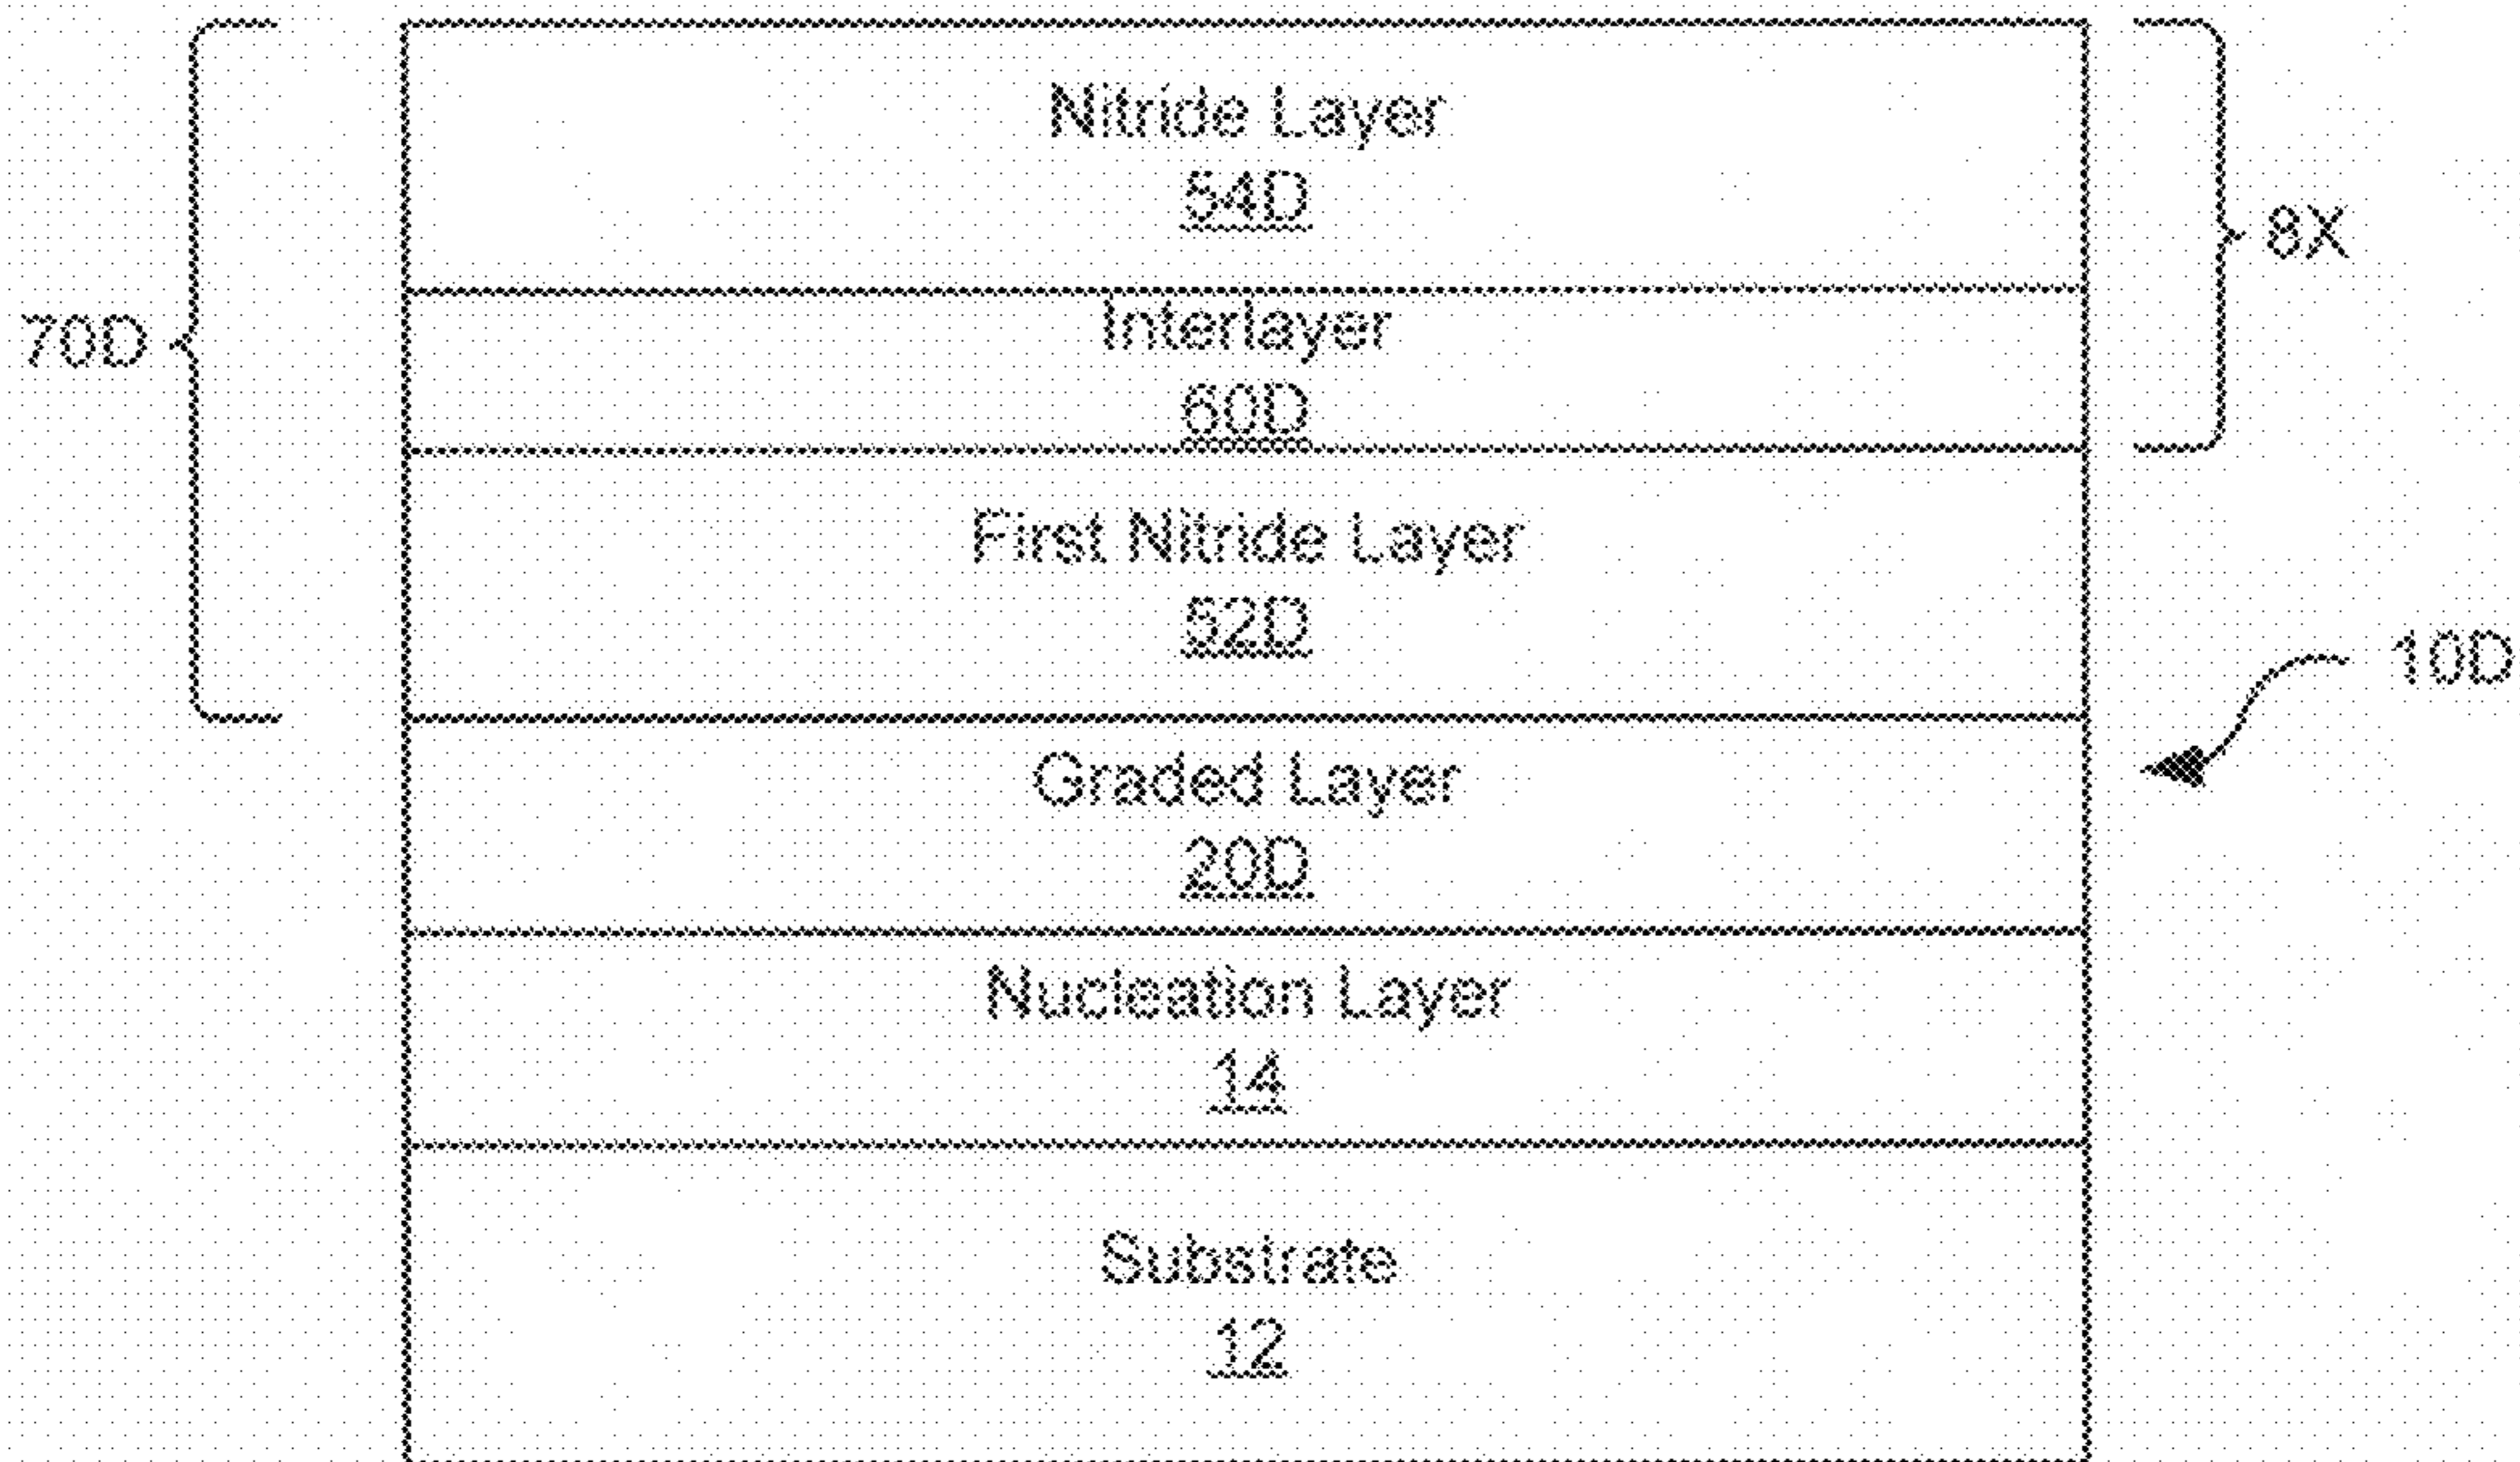 Nitride Layer
54D
8X
Interlayer
70D
60D
First Nitride Layer
52D
10D
Graded Layer
20D
Nucleation Layer
14
Substrate
12